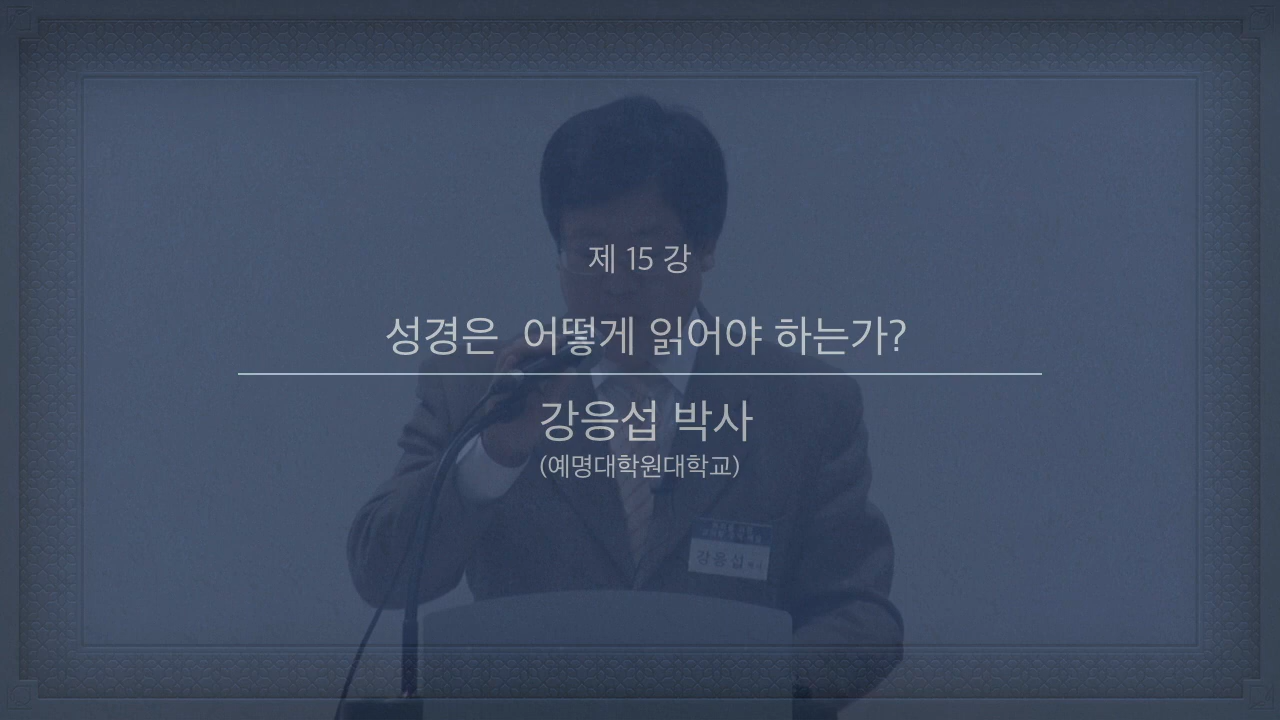 제 15 강
성경은 어떻게 읽어야 하는가?
강응섭 박사
(예명대학원대학교)
강응섭